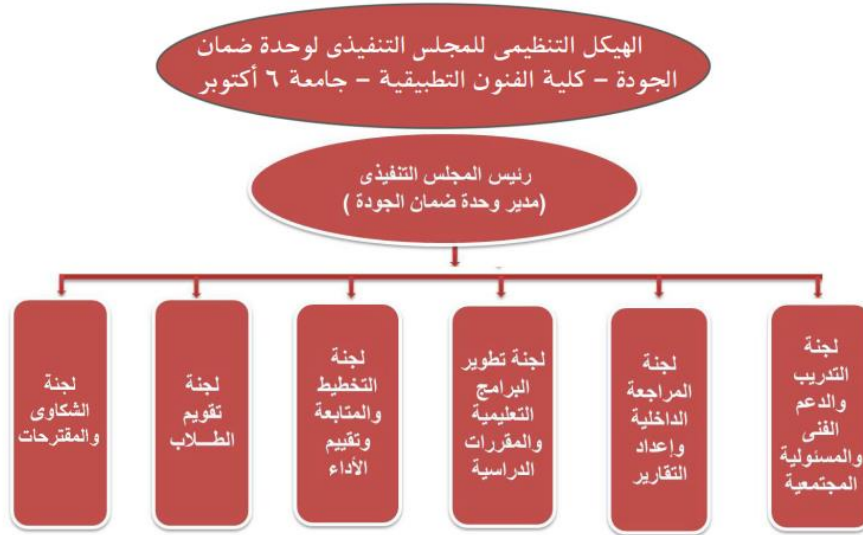 الهيكل التنظيمى للمجلس التنفيذى لوحدة ضمان
الجودة – كلية الفنون التطبيقية – جامعة ٦ أكتوبر
رئيس المجلس التنفيذى
(مدير وحدة ضمان الجودة )
لجنة
التدريب
والدعم
الفنى
والمسئولية
المجتمعية
لجنة
المراجعة
الداخلية
وإعداد
التقارير
لجنة تطوير
البرامج
التعليمية
والمقررات
الدراسية
لجنة
التخطيط
والمتابعة
وتقييم
الأداء
لجنة
تقويم
الطـــلاب
لجنة
الشكاوى
والمقترحات